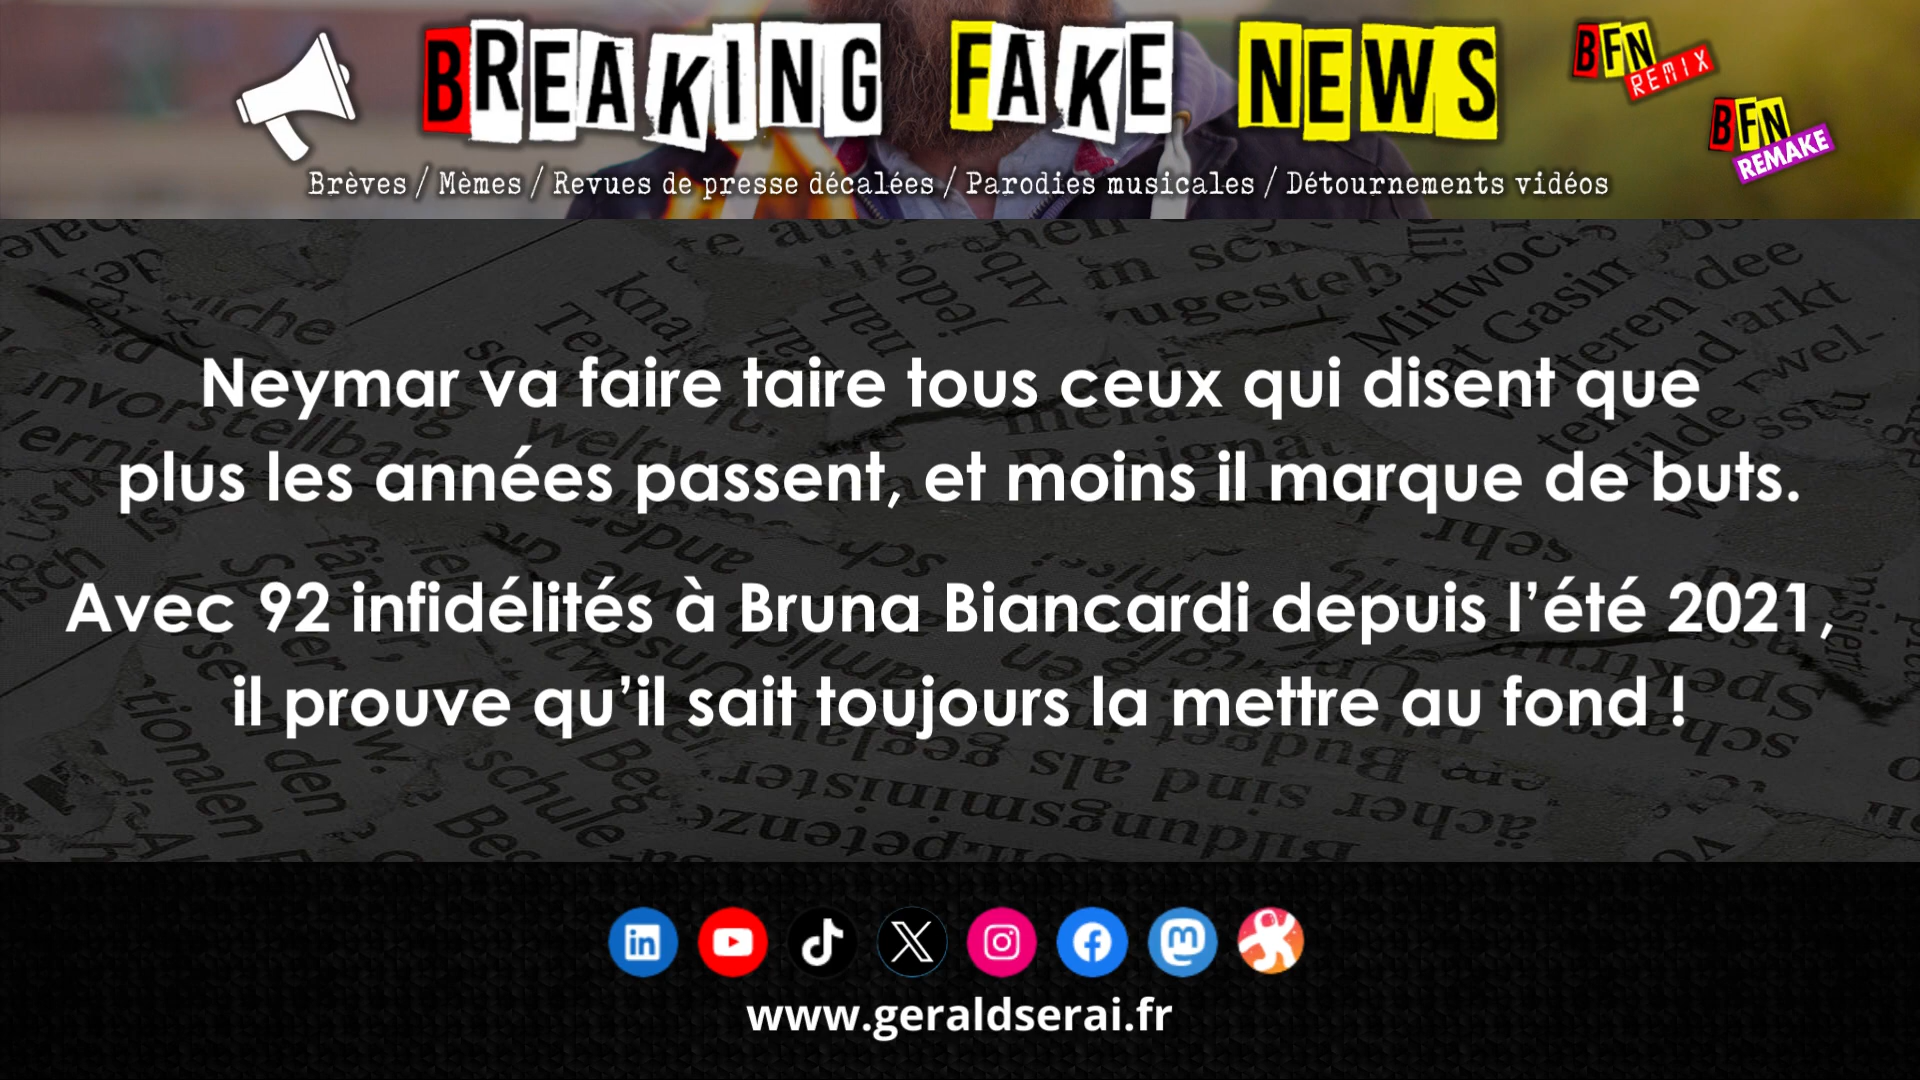 BREAKING FAKE NEWS
BFN REMIX
BFN REMAKE
Brèves / Mèmes / Revues de presse décalées / Parodies musicales / Détournements vidéos
Neymar va faire taire tous ceux qui disent que
plus les années passent, et moins il marque de buts.
Avec 92 infidélités à Bruna Biancardi depuis l’été 2021,
il prouve qu’il sait toujours la mettre au fond !
www.geraldserai.fr